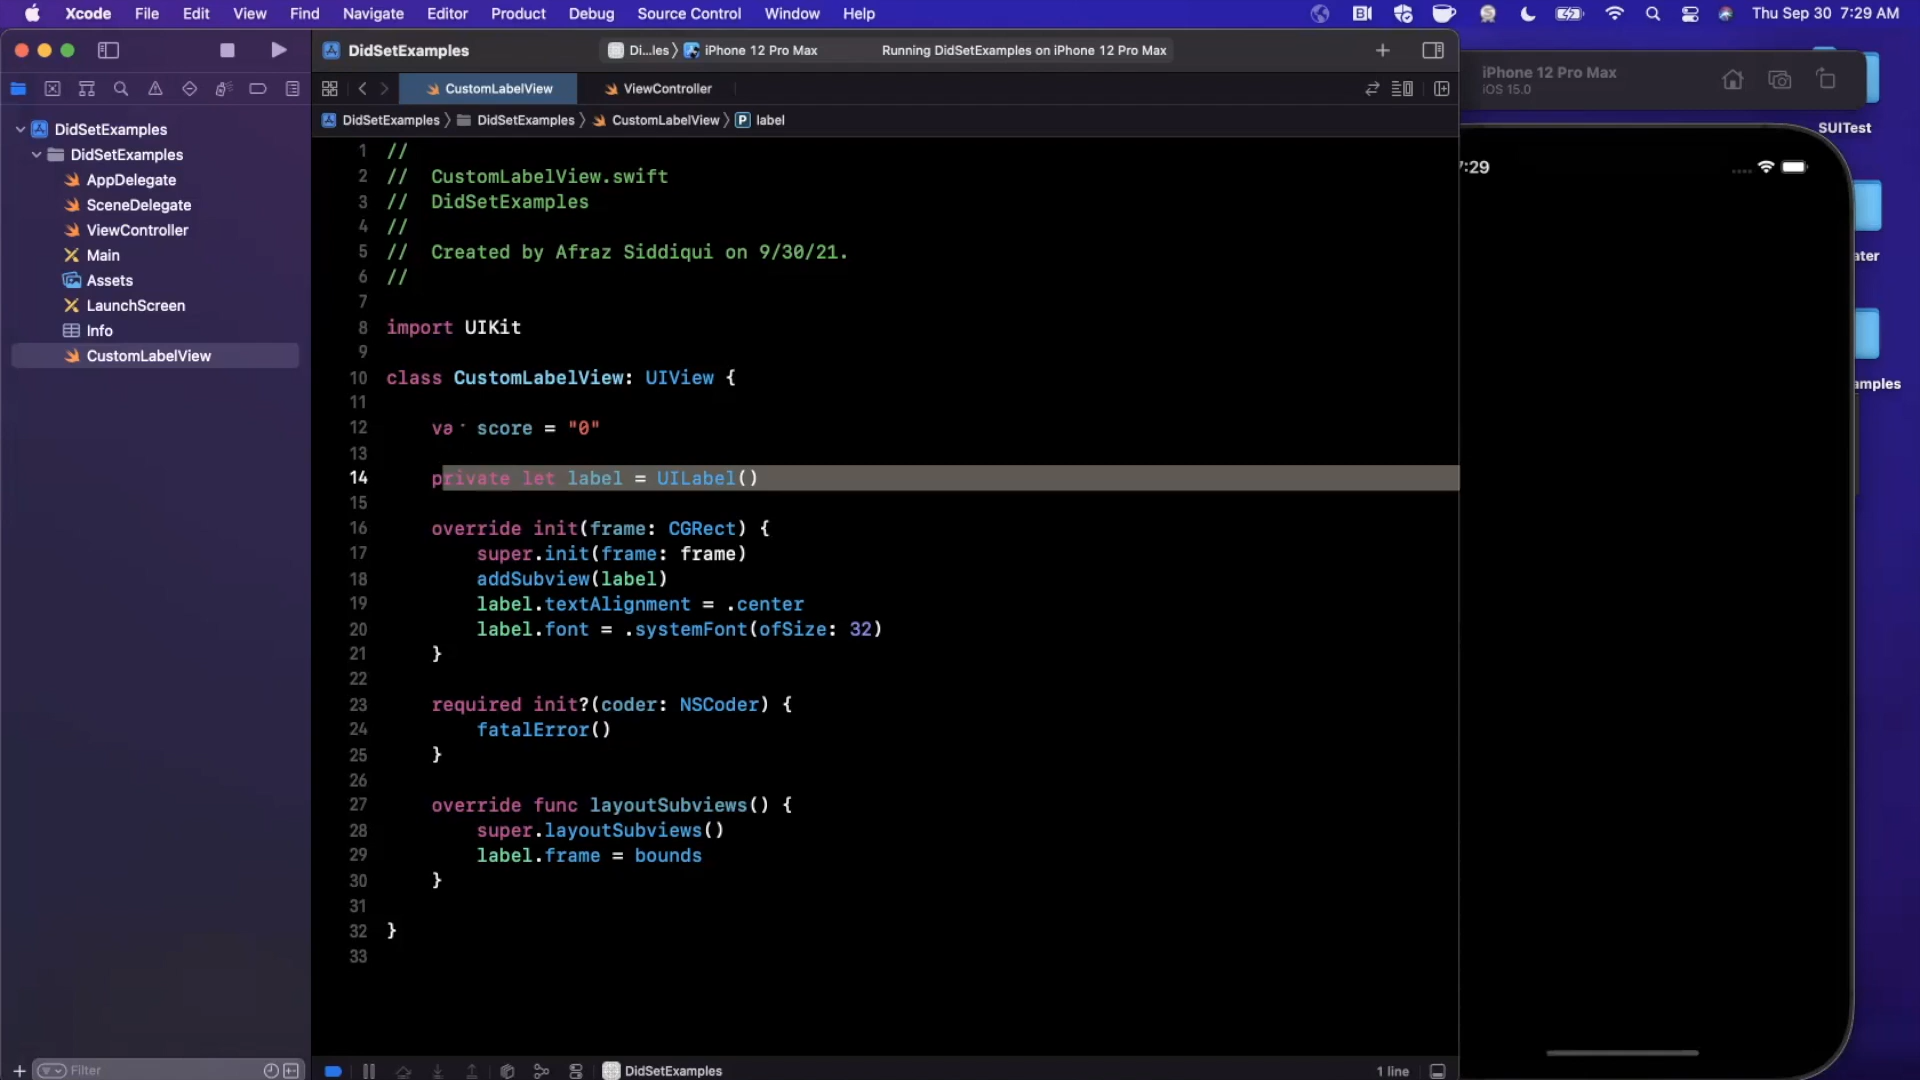 Xcode File Edit View Find Navigate Editor Product Debug Source Control Window Help Thu Sep 30 7:29 AM
DidSetExamples Di...les iPhone 12 Pro Max Running DidSetExamples on iPhone 12 Pro Max
CustomLabelView ViewController
DidSetExamples DidSetExamples CustomLabelView P label
DidSetExamples
DidSetExamples
AppDelegate
SceneDelegate
ViewController
Main
Assets
LaunchScreen
Info
CustomLabelView
Filter
1 //
2 // CustomLabelView.swift
3 // DidSetExamples
4 //
5 // Created by Afraz Siddiqui on 9/30/21.
6 //
7
8 import UIKit
9
10 class CustomLabelView: UIView {
11
12 var score = "0"
13
14 private let label = UILabel()
15
16 override init(frame: CGRect) {
17 super.init(frame: frame)
18 addSubview(label)
19 label.textAlignment = .center
20 label.font = .systemFont(ofSize: 32)
21 }
22
23 required init?(coder: NSCoder) {
24 fatalError()
25 }
26
27 override func layoutSubviews() {
28 super.layoutSubviews()
29 label.frame = bounds
30 }
31
32 }
33
DidSetExamples
1 line
iPhone 12 Pro Max
iOS 15.0
7:29
SUITest
ater
amples